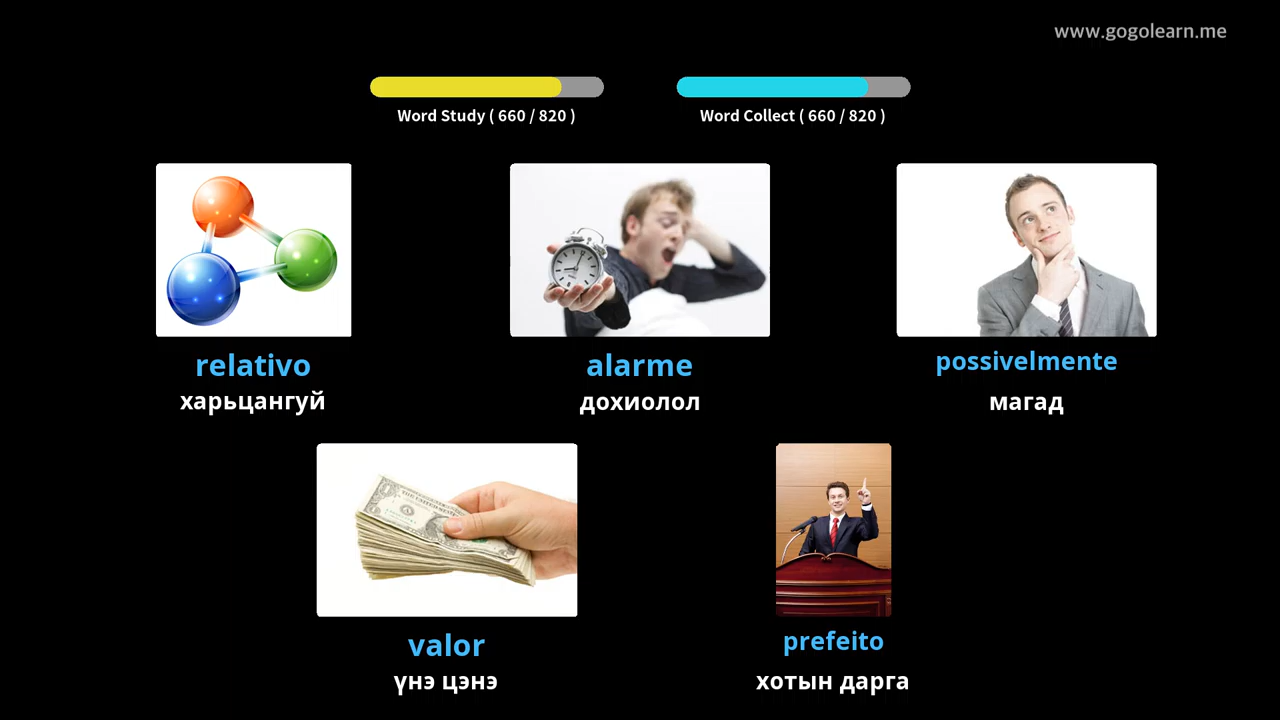 www.gogolearn.me
Word Study ( 660 / 820 )
Word Collect ( 660 / 820 )
relativo
харьцангуй
alarme
дохиолол
possivelmente
магад
valor
үнэ цэнэ
prefeito
хотын дарга